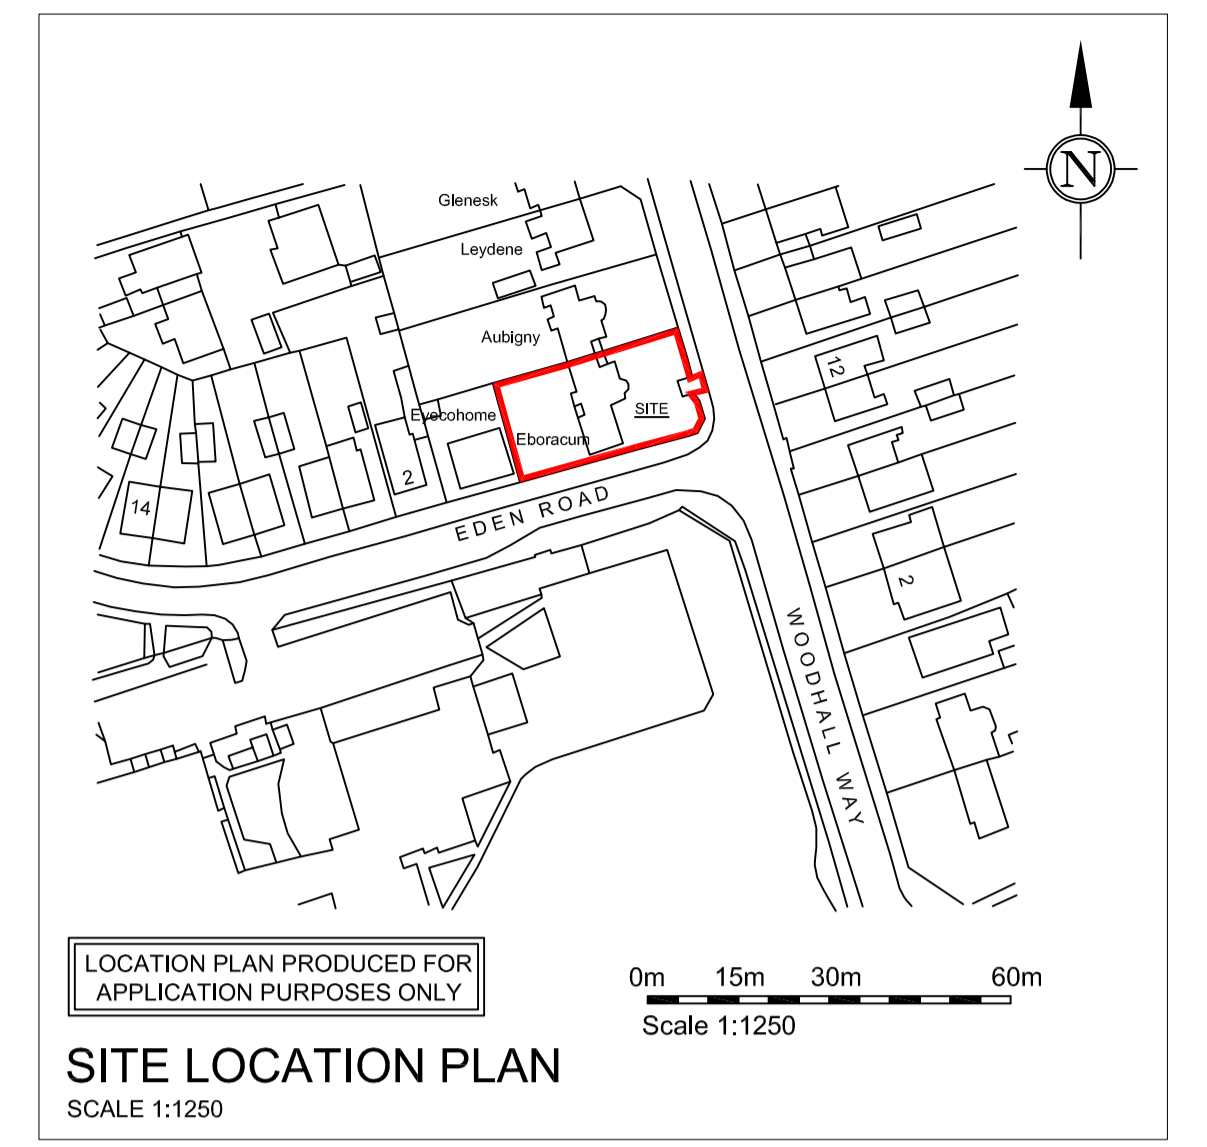 N
Glenesk
Leydene
Aubigny
12
Eyecohome
SITE
Eboracum
2
14
EDEN ROAD
2
WOODHALL WAY
LOCATION PLAN PRODUCED FOR
APPLICATION PURPOSES ONLY
0m 15m 30m 60m
Scale 1:1250
SITE LOCATION PLAN
SCALE 1:1250